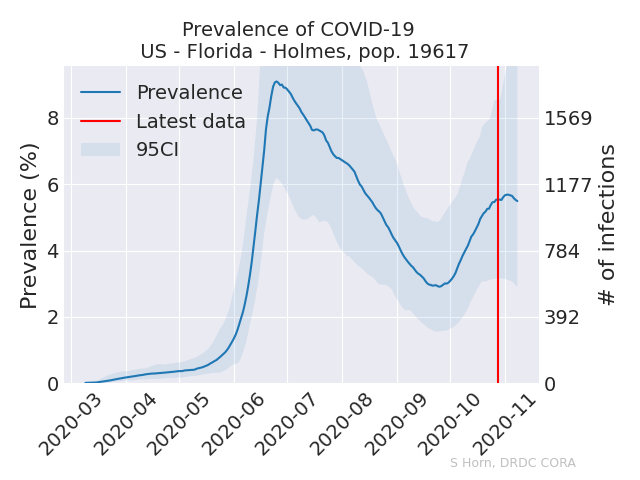 Prevalence of COVID-19
US - Florida - Holmes, pop. 19617
Prevalence
Latest data
95CI
Prevalence (%)
8
6
4
2
0
1569
1177
784
392
0
# of infections
2020-03
2020-04
2020-05
2020-06
2020-07
2020-08
2020-09
2020-10
2020-11
S Horn, DRDC CORA